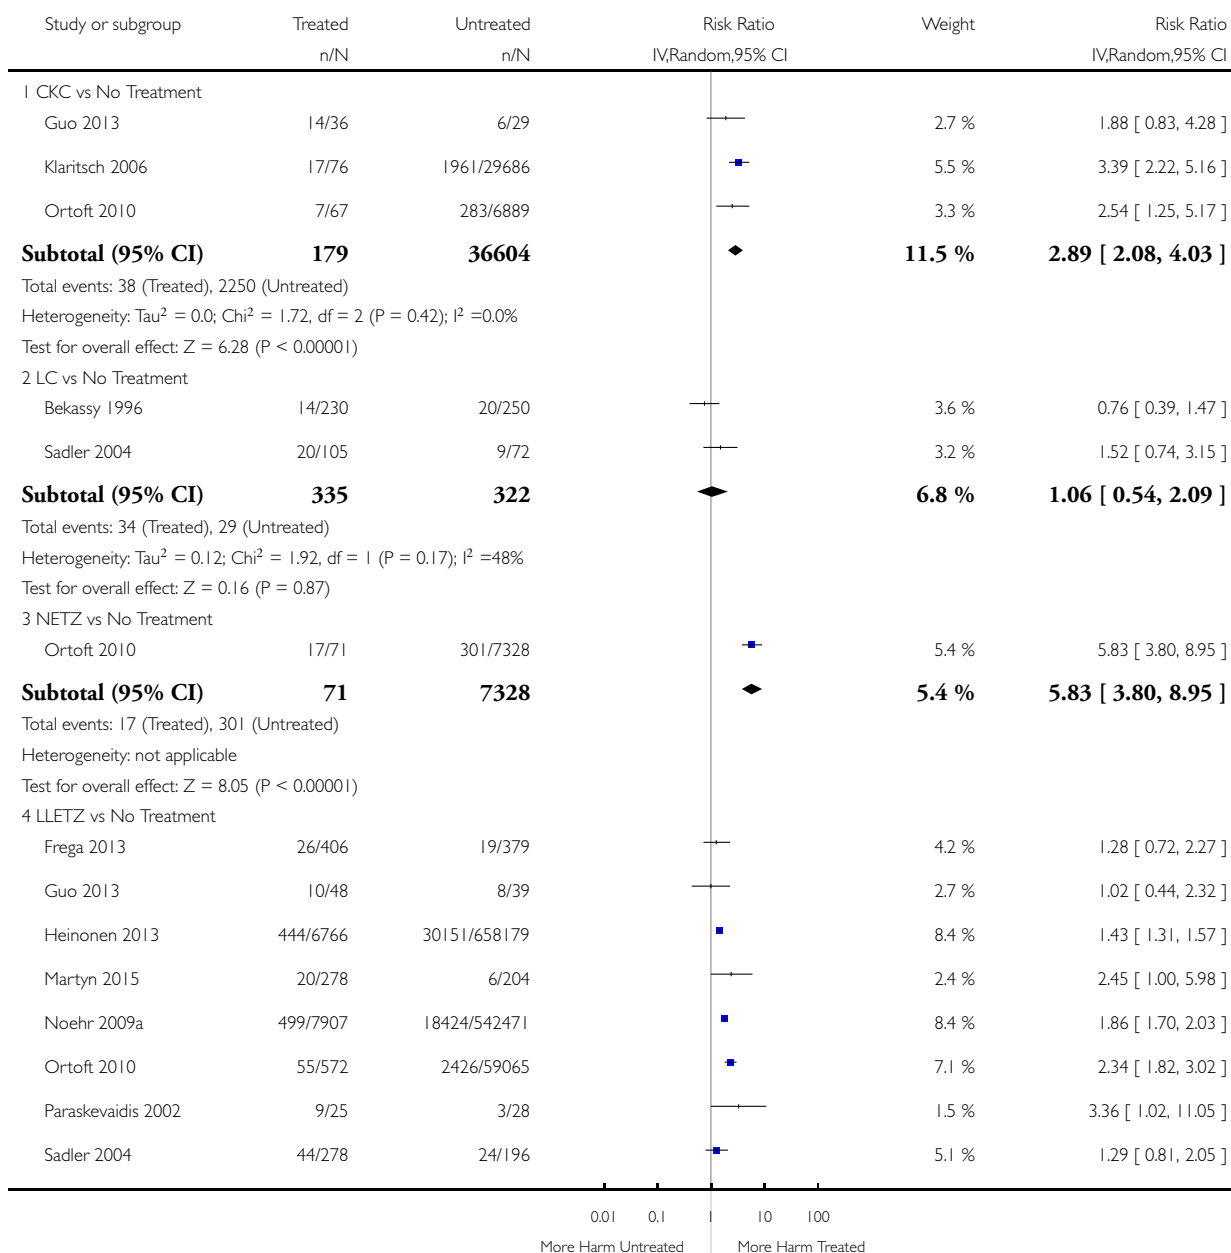 Study or subgroup Treated Untreated Risk Ratio Weight Risk Ratio
n/N n/N IV,Random,95% CI IV,Random,95% CI
1 CKC vs No Treatment
Guo 2013 14/36 6/29 2.7 % 1.88 [ 0.83, 4.28 ]
Klaritsch 2006 17/76 1961/29686 5.5 % 3.39 [ 2.22, 5.16 ]
Ortoft 2010 7/67 283/6889 3.3 % 2.54 [ 1.25, 5.17 ]
Subtotal (95% CI) 179 36604 11.5 % 2.89 [ 2.08, 4.03 ]
Total events: 38 (Treated), 2250 (Untreated)
Heterogeneity: Tau² = 0.0; Chi² = 1.72, df = 2 (P = 0.42); I² =0.0%
Test for overall effect: Z = 6.28 (P < 0.00001)
2 LC vs No Treatment
Bekassy 1996 14/230 20/250 3.6 % 0.76 [ 0.39, 1.47 ]
Sadler 2004 20/105 9/72 3.2 % 1.52 [ 0.74, 3.15 ]
Subtotal (95% CI) 335 322 6.8 % 1.06 [ 0.54, 2.09 ]
Total events: 34 (Treated), 29 (Untreated)
Heterogeneity: Tau² = 0.12; Chi² = 1.92, df = 1 (P = 0.17); I² =48%
Test for overall effect: Z = 0.16 (P = 0.87)
3 NETZ vs No Treatment
Ortoft 2010 17/71 301/7328 5.4 % 5.83 [ 3.80, 8.95 ]
Subtotal (95% CI) 71 7328 5.4 % 5.83 [ 3.80, 8.95 ]
Total events: 17 (Treated), 301 (Untreated)
Heterogeneity: not applicable
Test for overall effect: Z = 8.05 (P < 0.00001)
4 LLETZ vs No Treatment
Frega 2013 26/406 19/379 4.2 % 1.28 [ 0.72, 2.27 ]
Guo 2013 10/48 8/39 2.7 % 1.02 [ 0.44, 2.32 ]
Heinonen 2013 444/6766 30151/658179 8.4 % 1.43 [ 1.31, 1.57 ]
Martyn 2015 20/278 6/204 2.4 % 2.45 [ 1.00, 5.98 ]
Noehr 2009a 499/7907 18424/542471 8.4 % 1.86 [ 1.70, 2.03 ]
Ortoft 2010 55/572 2426/59065 7.1 % 2.34 [ 1.82, 3.02 ]
Paraskevaidis 2002 9/25 3/28 1.5 % 3.36 [ 1.02, 11.05 ]
Sadler 2004 44/278 24/196 5.1 % 1.29 [ 0.81, 2.05 ]
0.01 0.1 1 10 100
More Harm Untreated More Harm Treated